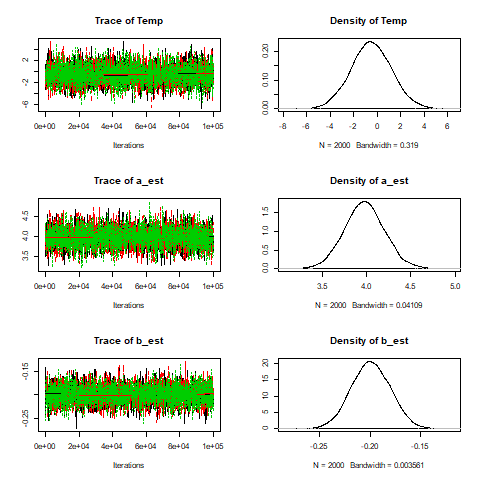 Trace of Temp
2
0
-2
-6
0e+00 2e+04 4e+04 6e+04 8e+04 1e+05
Iterations
Density of Temp
0.20
0.10
0.00
-8 -6 -4 -2 0 2 4 6
N = 2000 Bandwidth = 0.319
Trace of a_est
4.5
4.0
3.5
0e+00 2e+04 4e+04 6e+04 8e+04 1e+05
Iterations
Density of a_est
1.5
1.0
0.5
0.0
3.5 4.0 4.5 5.0
N = 2000 Bandwidth = 0.04109
Trace of b_est
-0.15
-0.25
0e+00 2e+04 4e+04 6e+04 8e+04 1e+05
Iterations
Density of b_est
20
15
10
5
0
-0.25 -0.20 -0.15
N = 2000 Bandwidth = 0.003561